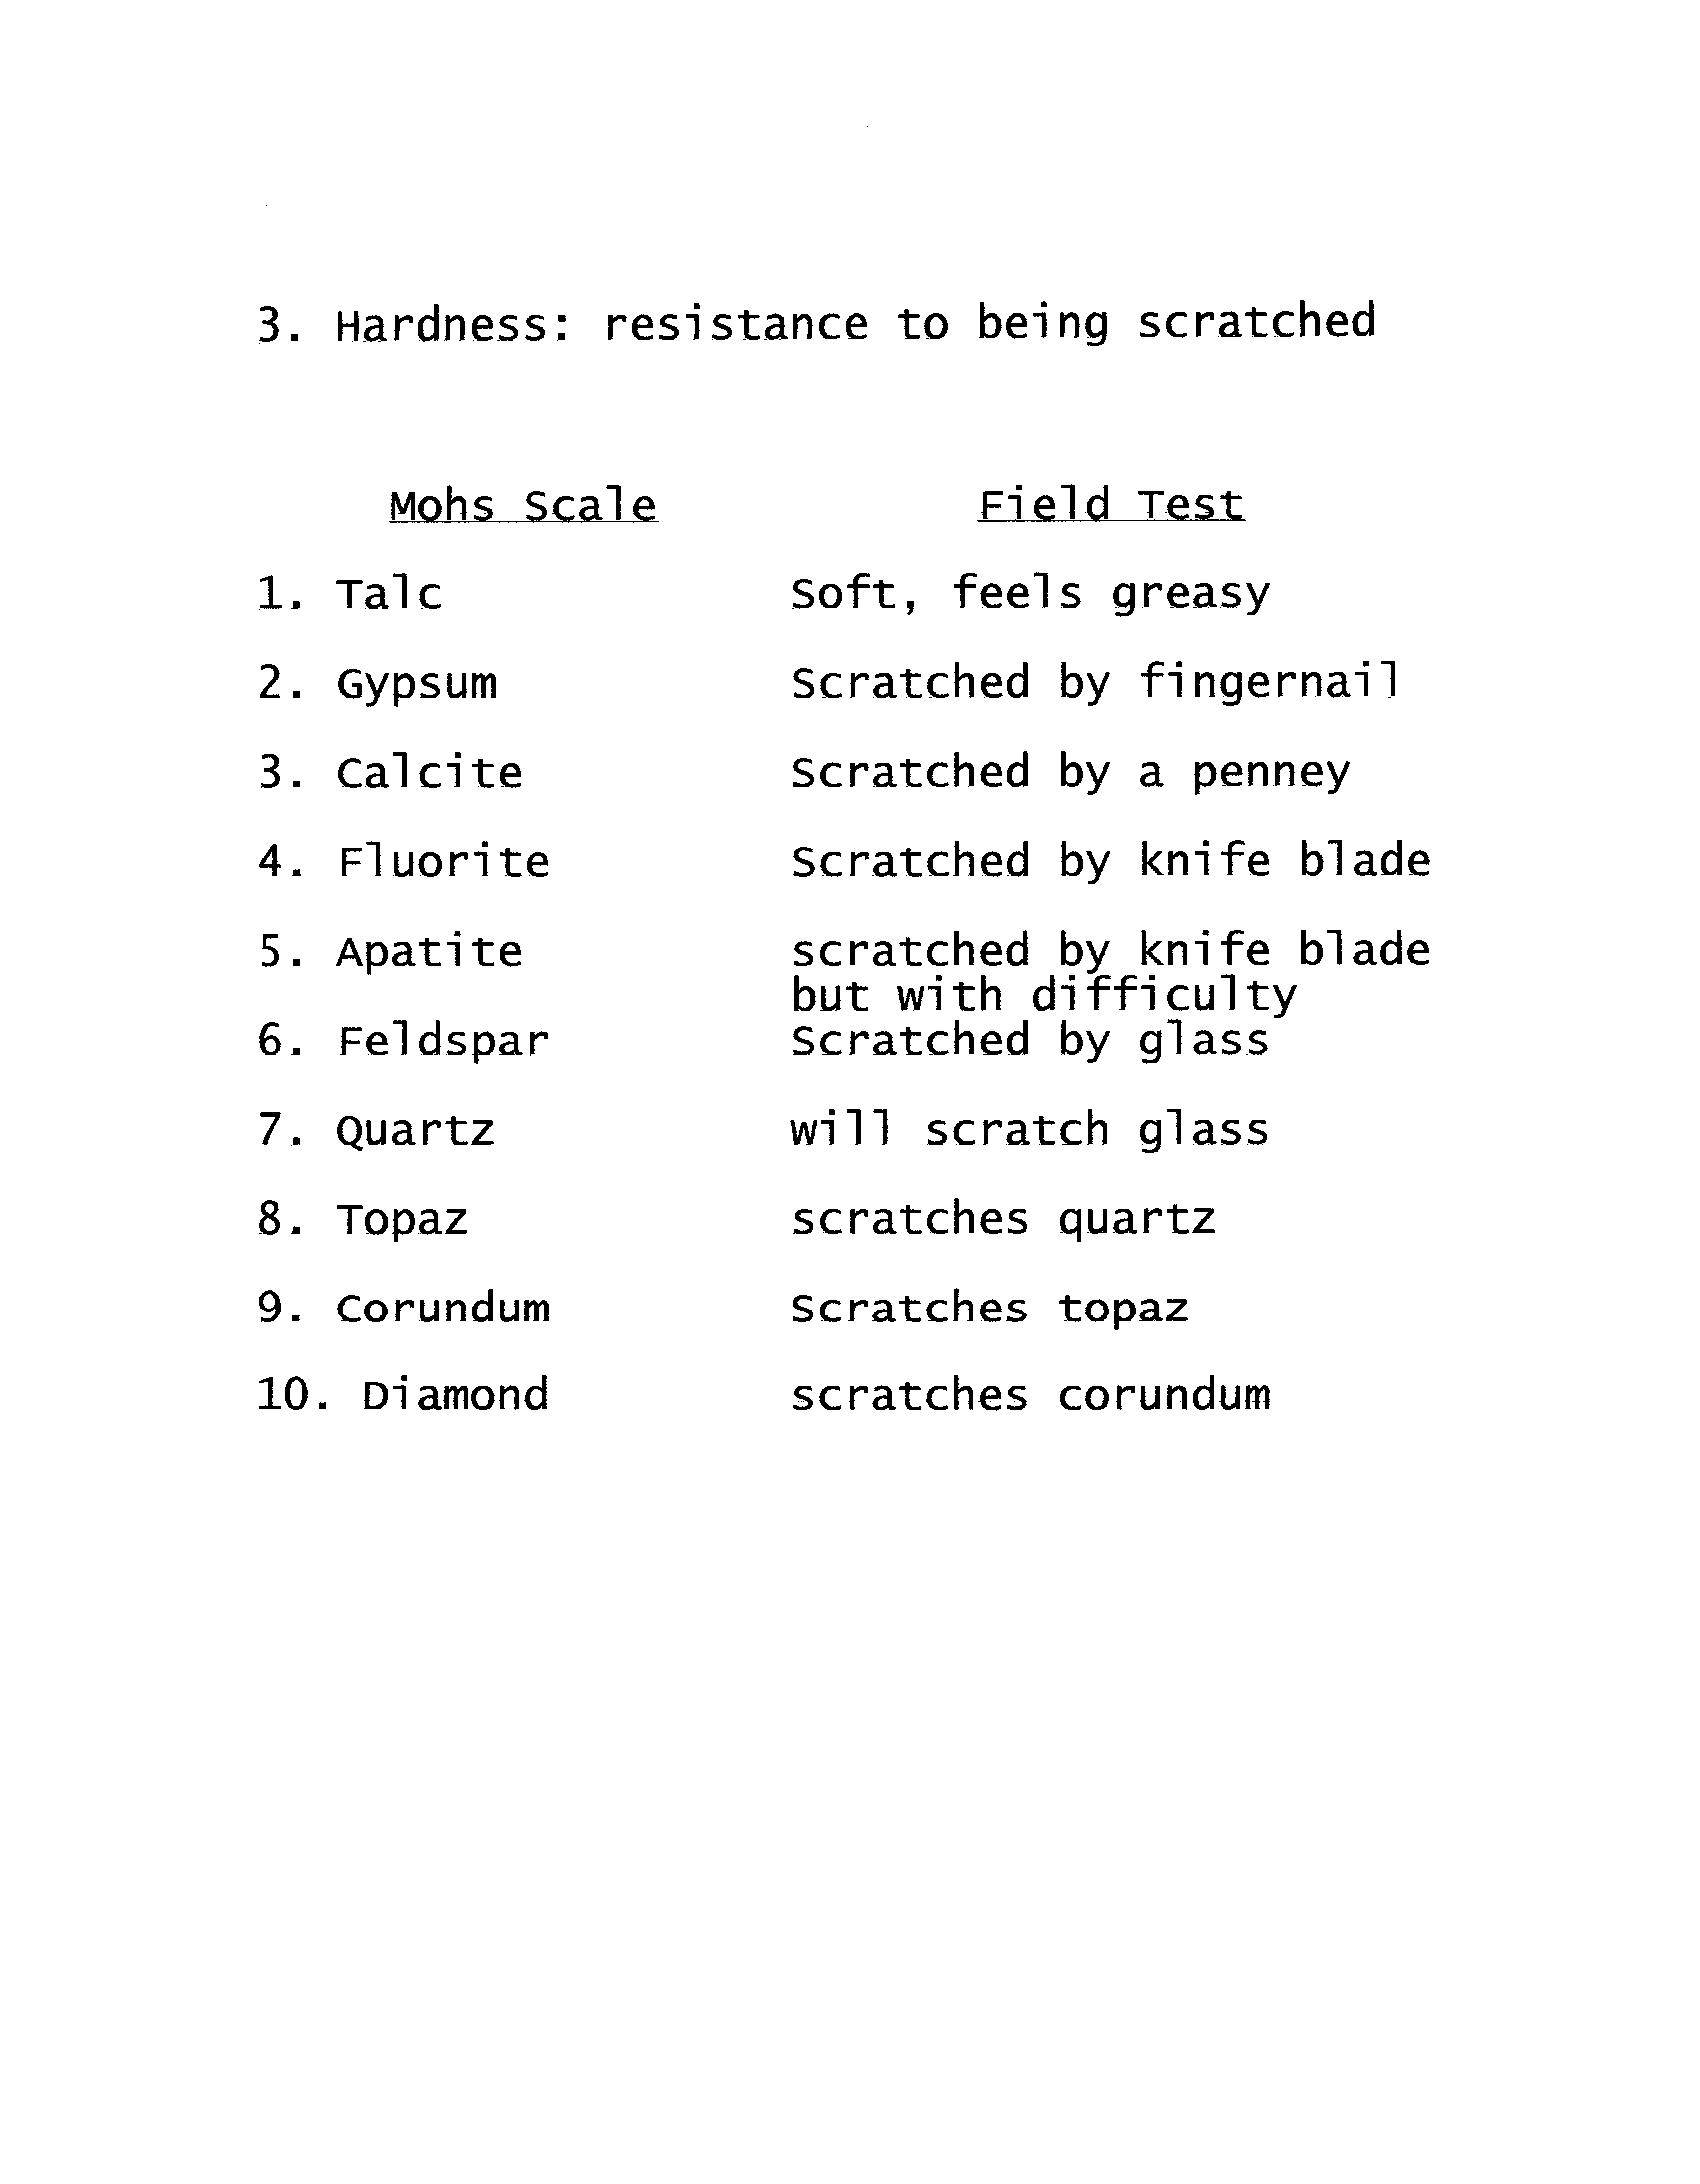 3. Hardness: resistance to being scratched
Mohs Scale Field Test
1. Talc Soft, feels greasy
2. Gypsum Scratched by fingernail
3. Calcite Scratched by a penney
4. Fluorite Scratched by knife blade
5. Apatite scratched by knife blade
but with difficulty
6. Feldspar Scratched by glass
7. Quartz will scratch glass
8. Topaz scratches quartz
9. Corundum Scratches topaz
10. Diamond scratches corundum